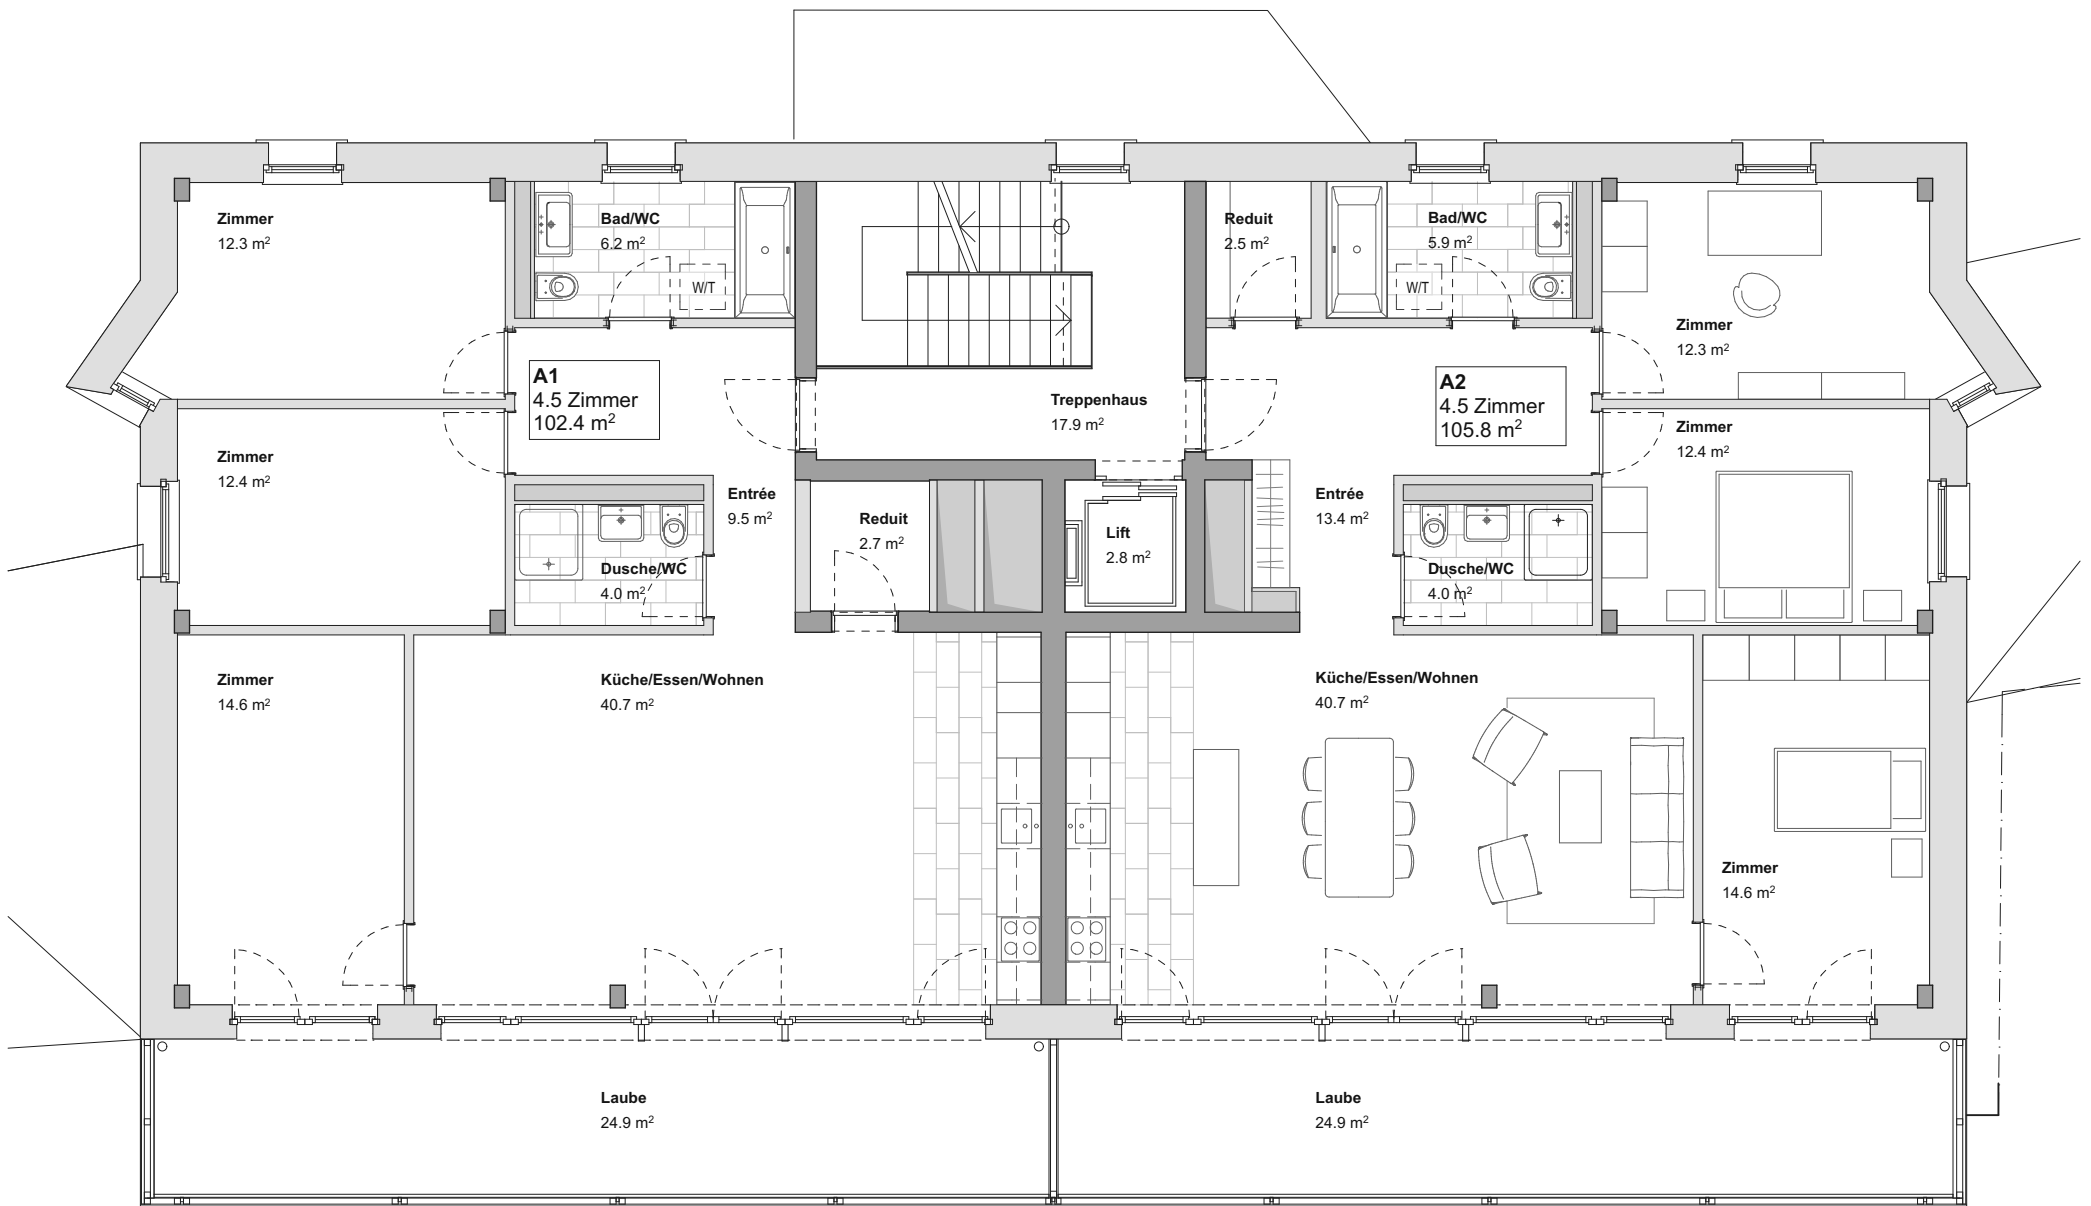 Zimmer
12.3 m²
Bad/WC
6.2 m²
W/T
Reduit
2.5 m²
Bad/WC
5.9 m²
W/T
Zimmer
12.3 m²
A1
4.5 Zimmer
102.4 m²
Treppenhaus
17.9 m²
A2
4.5 Zimmer
105.8 m²
Zimmer
12.4 m²
Zimmer
12.4 m²
Entrée
9.5 m²
Reduit
2.7 m²
Lift
2.8 m²
Entrée
13.4 m²
Dusche/WC
4.0 m²
Dusche/WC
4.0 m²
Zimmer
14.6 m²
Küche/Essen/Wohnen
40.7 m²
Küche/Essen/Wohnen
40.7 m²
Zimmer
14.6 m²
Laube
24.9 m²
Laube
24.9 m²